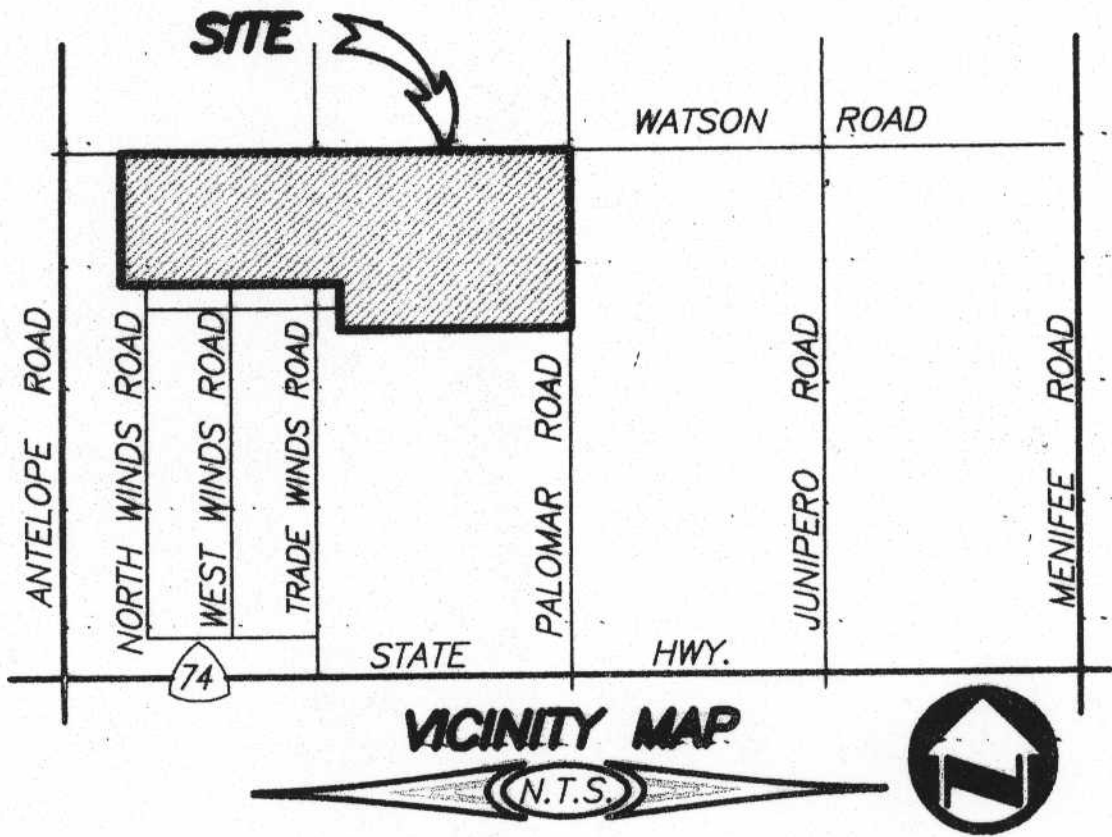 SITE
WATSON ROAD
ANTELOPE ROAD
NORTH WINDS ROAD
WEST WINDS ROAD
TRADE WINDS ROAD
PALOMAR ROAD
JUNIPERO ROAD
MENIFEE ROAD
STATE HWY.
74
VICINITY MAP
N.T.S.
N